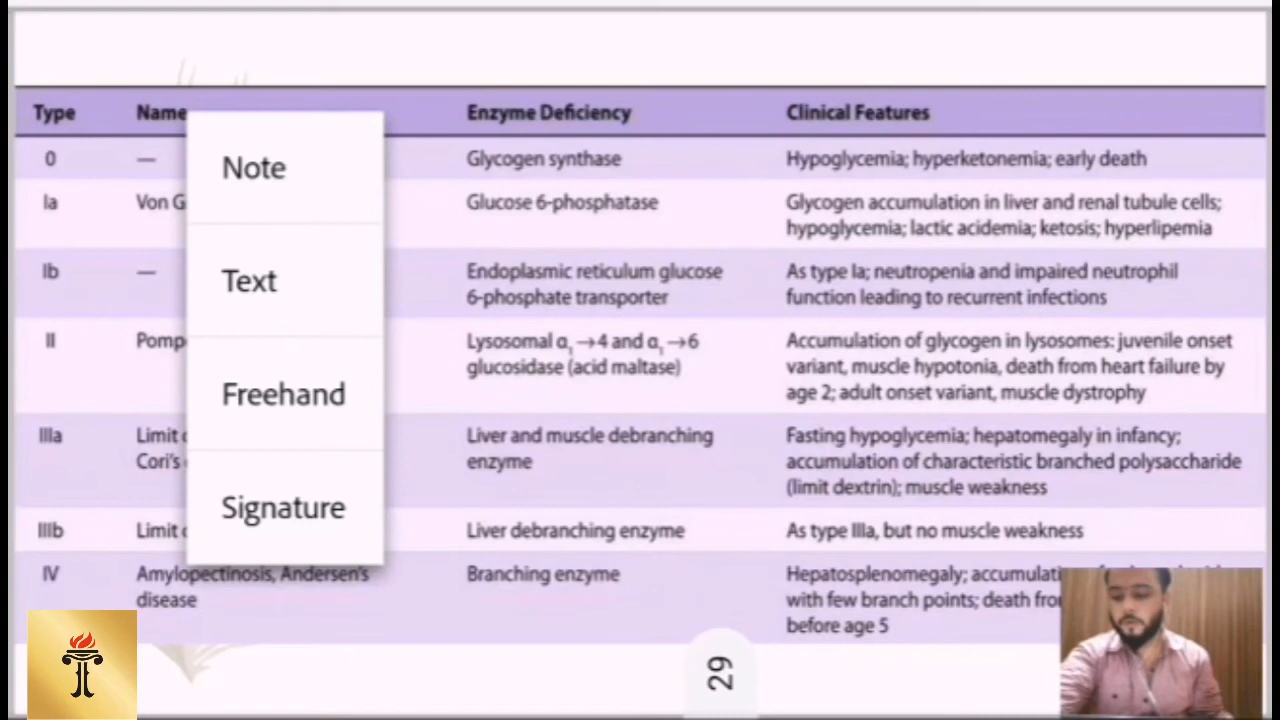 Type Name Enzyme Deficiency Clinical Features
0 — Glycogen synthase Hypoglycemia; hyperketonemia; early death
Ia Von G Glucose 6-phosphatase Glycogen accumulation in liver and renal tubule cells;
hypoglycemia; lactic acidemia; ketosis; hyperlipemia
Ib — Endoplasmic reticulum glucose As type Ia; neutropenia and impaired neutrophil
6-phosphate transporter function leading to recurrent infections
II Pomp Lysosomal α₁→4 and α₁→6 Accumulation of glycogen in lysosomes: juvenile onset
glucosidase (acid maltase) variant, muscle hypotonia, death from heart failure by
age 2; adult onset variant, muscle dystrophy
IIIa Limit Liver and muscle debranching Fasting hypoglycemia; hepatomegaly in infancy;
Cori's enzyme accumulation of characteristic branched polysaccharide
(limit dextrin); muscle weakness
IIIb Limit Liver debranching enzyme As type IIIa, but no muscle weakness
IV Amylopectinosis, Andersen's Branching enzyme Hepatosplenomegaly;
disease with few branch points; death
before age 5
Note
Text
Freehand
Signature
29